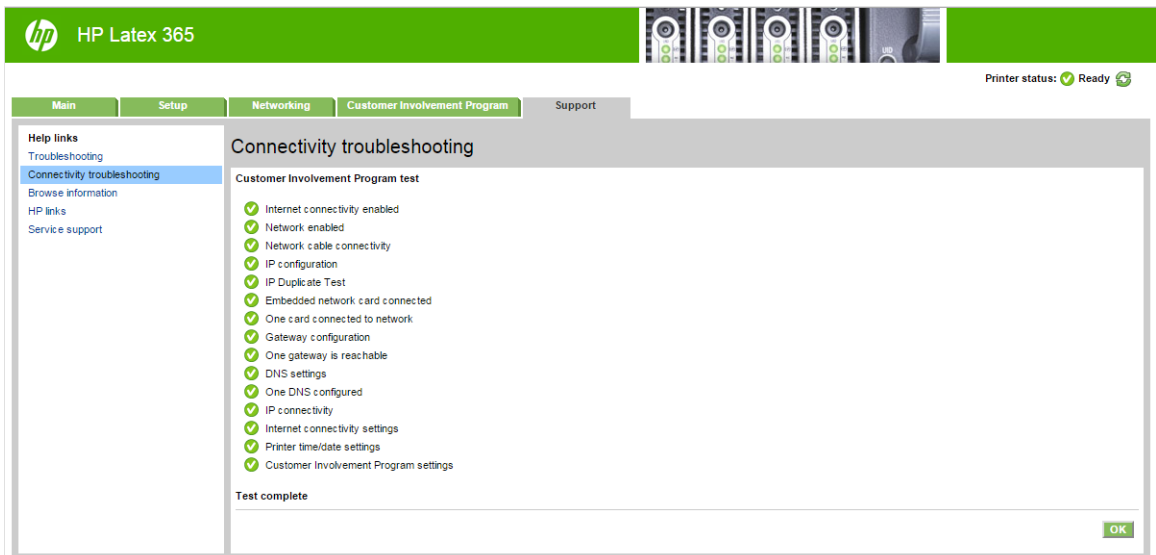 hp HP Latex 365
UID
Printer status: Ready
Main Setup Networking Customer Involvement Program Support
Help links
Troubleshooting
Connectivity troubleshooting
Browse information
HP links
Service support
Connectivity troubleshooting
Customer Involvement Program test
Internet connectivity enabled
Network enabled
Network cable connectivity
IP configuration
IP Duplicate Test
Embedded network card connected
One card connected to network
Gateway configuration
One gateway is reachable
DNS settings
One DNS configured
IP connectivity
Internet connectivity settings
Printer time/date settings
Customer Involvement Program settings
Test complete
OK